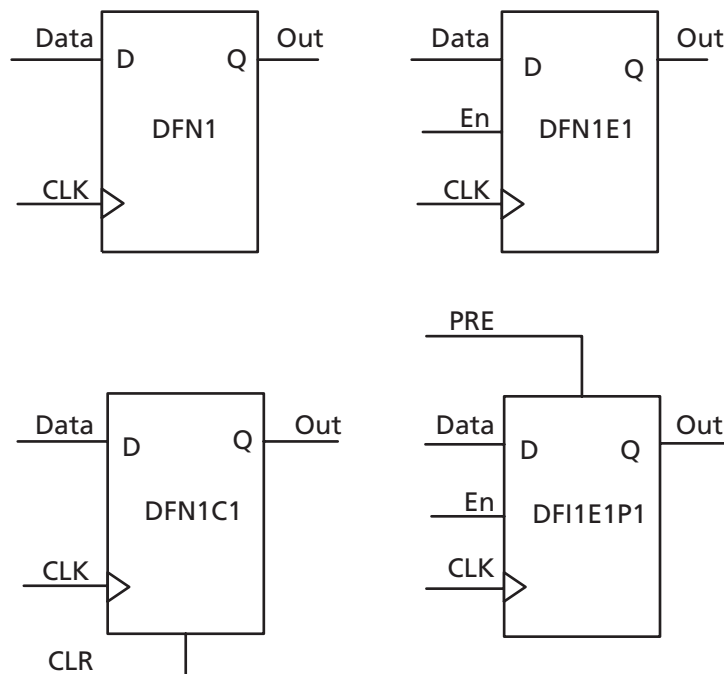 Data
D
Q
Out
DFN1
CLK
Data
D
Q
Out
En
DFN1E1
CLK
Data
D
Q
Out
DFN1C1
CLK
CLR
PRE
Data
D
Q
Out
En
DFI1E1P1
CLK